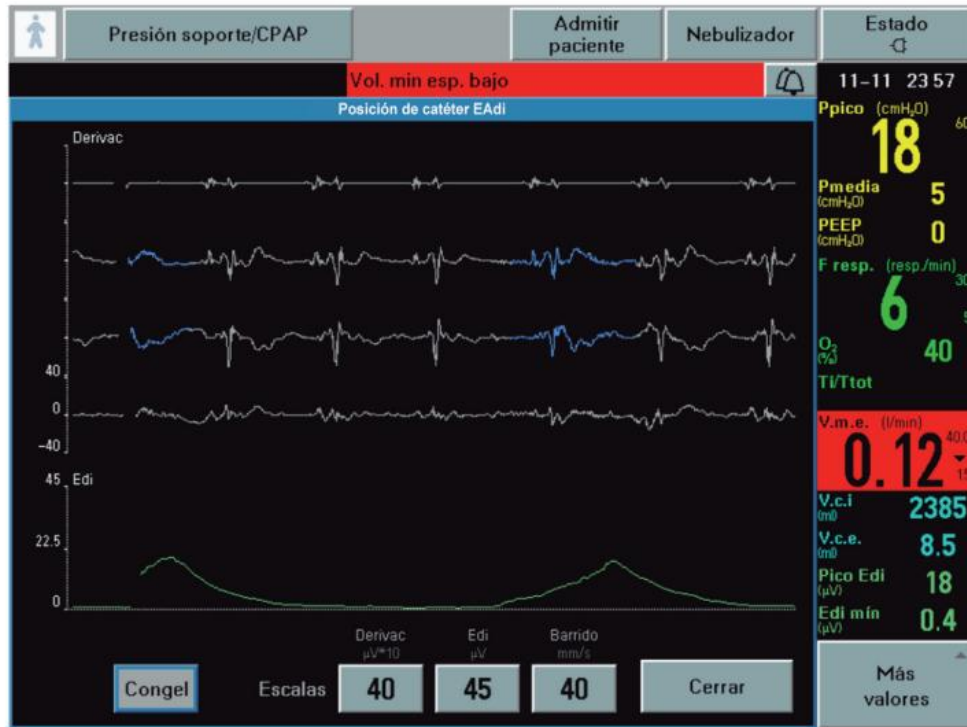 Presión soporte/CPAP
Admitir
paciente
Nebulizador
Estado
Vol. min esp. bajo
11-11 23 57
Posición de catéter EAdi
Derivac
40
0
-40
45 Edi
22.5
0
Derivac
µV*10
Edi
µV
Barrido
mm/s
Congel
Escalas
40
45
40
Cerrar
Ppico (cmH₂O)
60
18
Pmedia
(cmH₂O)
5
PEEP
(cmH₂O)
0
F resp. (resp./min)
30
6
O₂
(%)
40
Ti/Ttot
V.m.e. (l/min)
40.0
0.12
V.c.i
(ml)
2385
V.c.e.
(ml)
8.5
Pico Edi
(µV)
18
Edi mín
(µV)
0.4
Más
valores